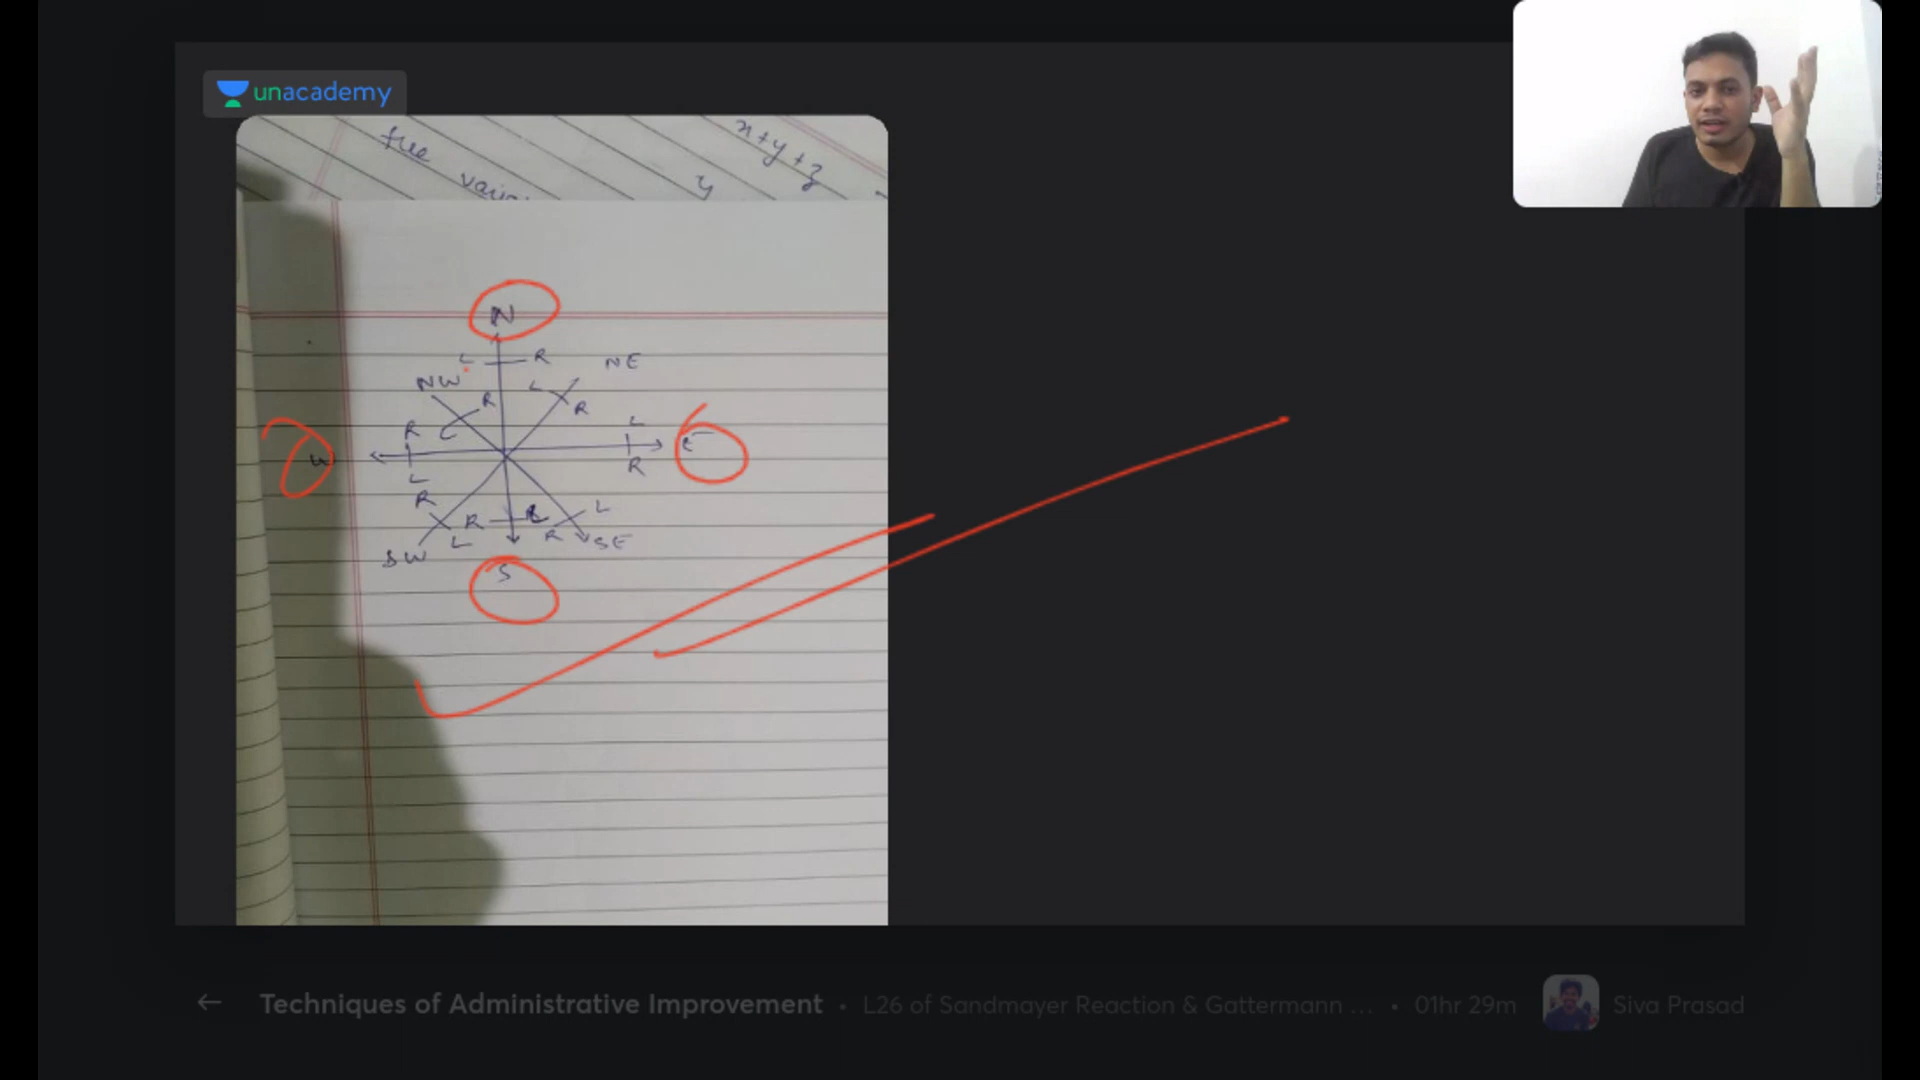 unacademy
free
x+y+z
y
N
L R
NE
NW
L
R
R
L
R
L
E
W
L
R
R
R L
L
R
L
R
SE
SW
S
Techniques of Administrative Improvement • L26 of Sandmayer Reaction & Gattermann ... • 01hr 29m
Siva Prasad